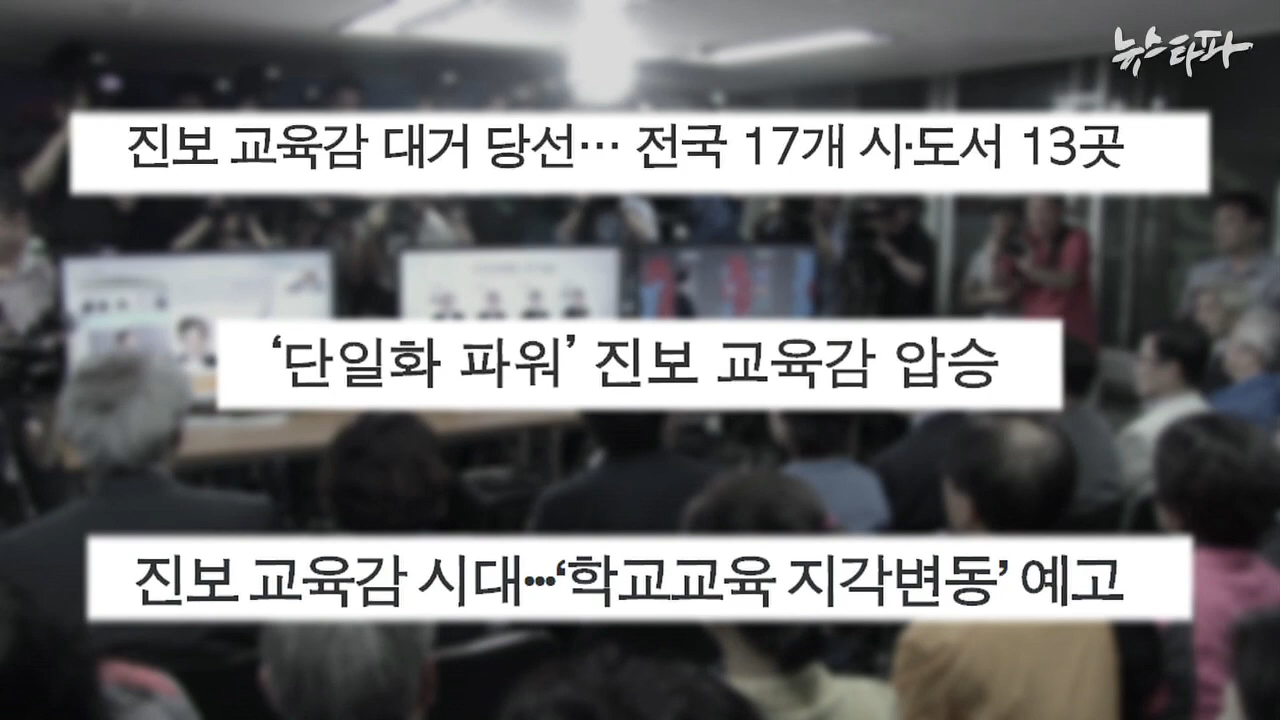 뉴스타파
진보 교육감 대거 당선… 전국 17개 시·도서 13곳
‘단일화 파워’ 진보 교육감 압승
진보 교육감 시대…‘학교교육 지각변동’ 예고